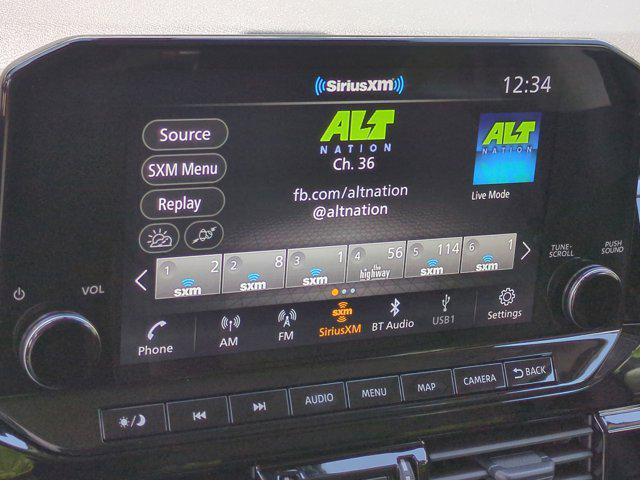 SiriusXM
12:34
Source
SXM Menu
Replay
ALT
NATION
Ch. 36
fb.com/altnation
@altnation
ALT
NATION
Live Mode
1 2 sxm
2 8 sxm
3 1 sxm
4 56 the highway
5 114 sxm
6 1 sxm
VOL
TUNE-
SCROLL
PUSH
SOUND
Phone
AM
FM
sxm
SiriusXM
BT Audio
USB1
Settings
AUDIO
MENU
MAP
CAMERA
BACK